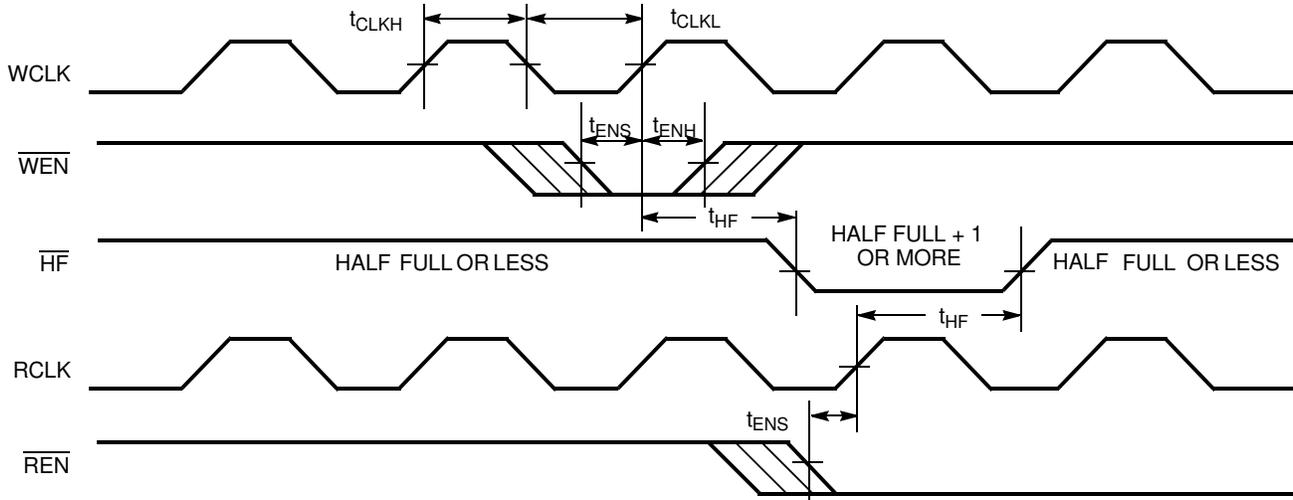 tCLKH
tCLKL
WCLK
tENS
tENH
WEN
tHF
HF
HALF FULL OR LESS
HALF FULL + 1
OR MORE
HALF FULL OR LESS
tHF
RCLK
tENS
REN